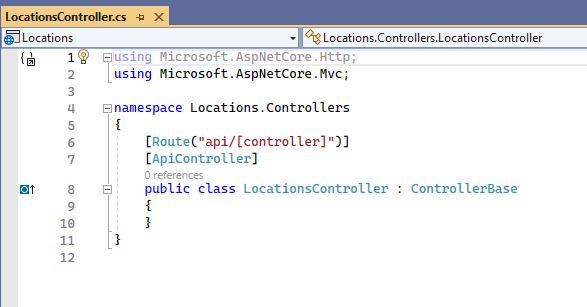 LocationsController.cs
Locations
Locations.Controllers.LocationsController
1 using Microsoft.AspNetCore.Http;
2 using Microsoft.AspNetCore.Mvc;
3
4 namespace Locations.Controllers
5 {
6 [Route("api/[controller]")]
7 [ApiController]
0 references
8 public class LocationsController : ControllerBase
9 {
10 }
11 }
12